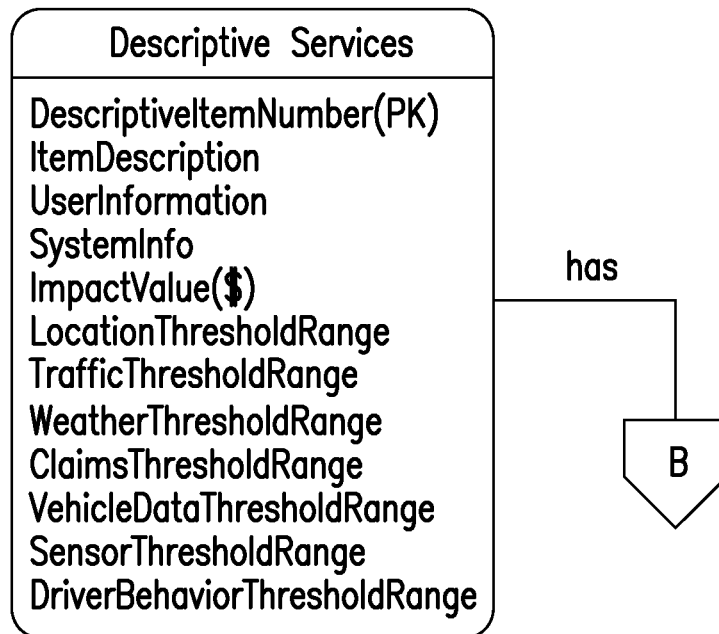 Descriptive Services
DescriptiveItemNumber(PK)
ItemDescription
UserInformation
SystemInfo
ImpactValue($)
LocationThresholdRange
TrafficThresholdRange
WeatherThresholdRange
ClaimsThresholdRange
VehicleDataThresholdRange
SensorThresholdRange
DriverBehaviorThresholdRange
has
B